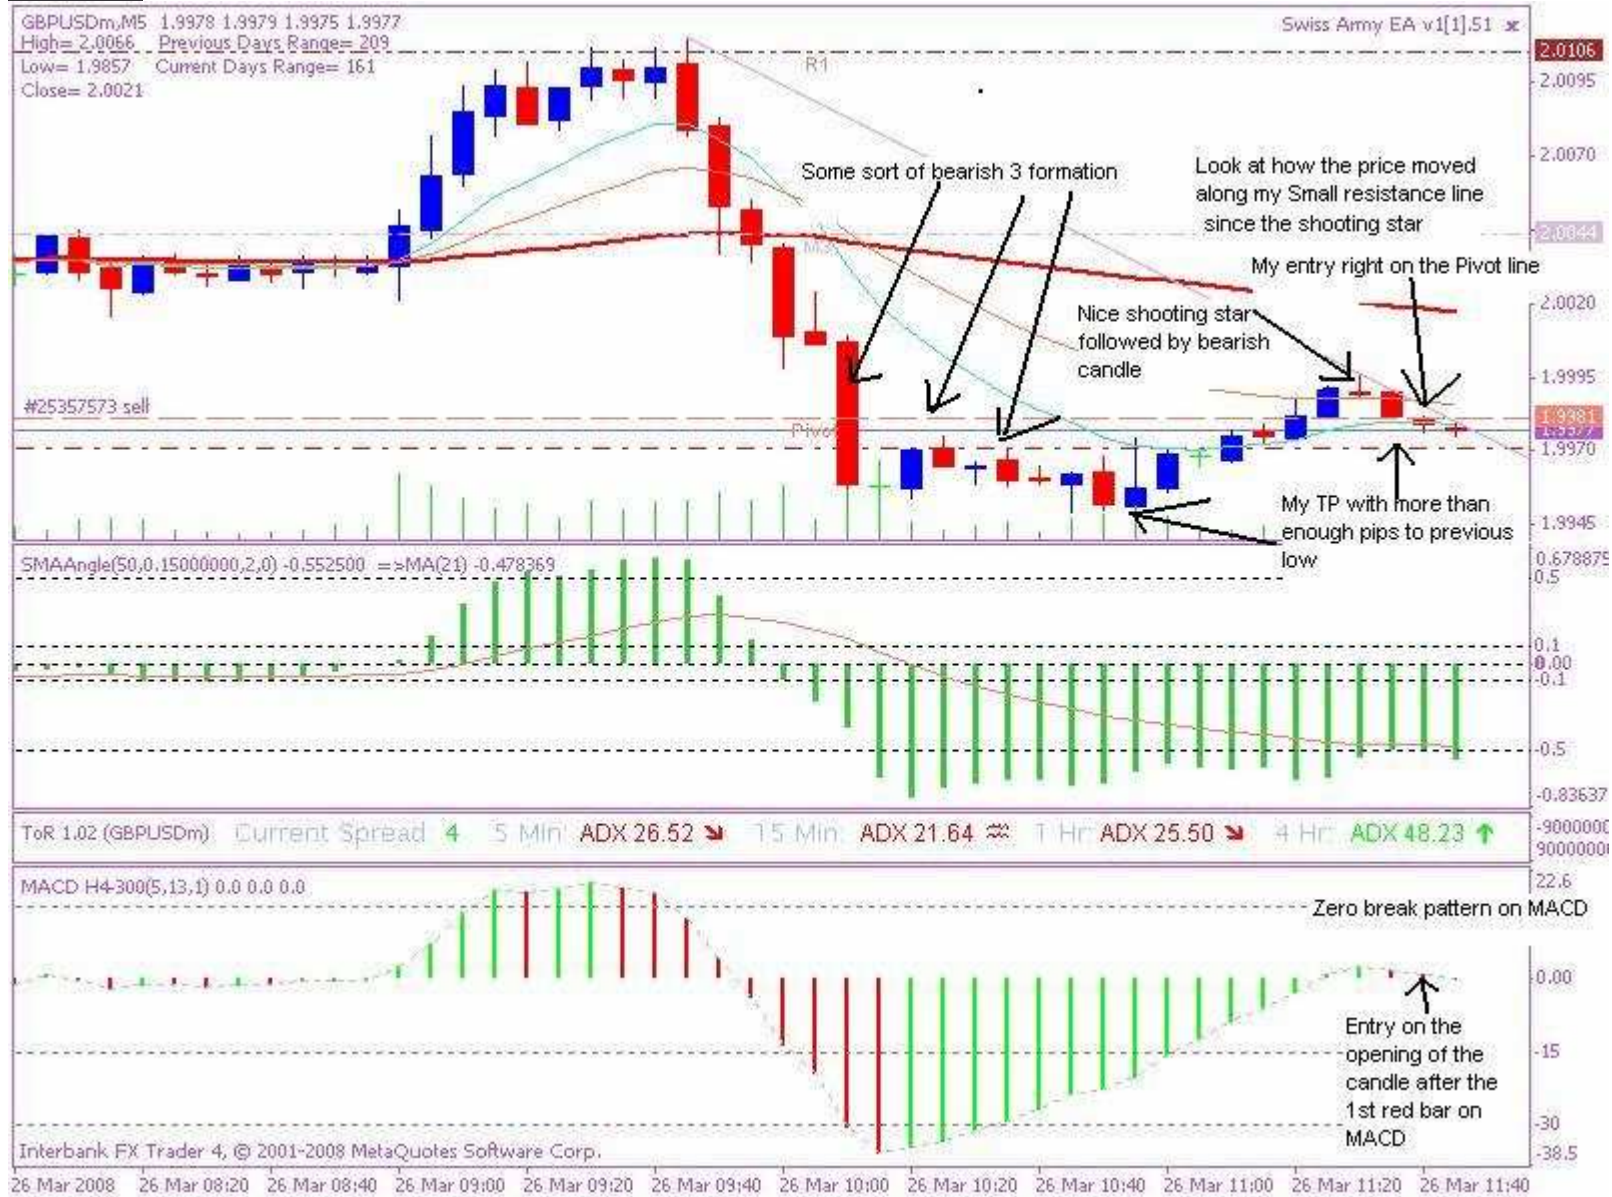 GBPUSDm,M5 1.9978 1.9979 1.9975 1.9977
Swiss Army EA v1[1].51 x
High= 2.0066 Previous Days Range= 209
Low= 1.9857 Current Days Range= 161
Close= 2.0021
R1
2.0106
2.0095
2.0070
2.0044
2.0020
1.9995
1.9981
1.9977
1.9970
1.9945
Some sort of bearish 3 formation
Look at how the price moved
along my Small resistance line
since the shooting star
My entry right on the Pivot line
Nice shooting star
followed by bearish
candle
#25357573 sell
Pivot
My TP with more than
enough pips to previous
low
SMAAngle(50,0.15000000,2,0) -0.552500 =>MA(21) -0.478369
0.678875
0.5
0.1
0.00
-0.1
-0.5
-0.83637
ToR 1.02 (GBPUSDm) Current Spread 4 5 Min: ADX 26.52 15 Min: ADX 21.64 1 Hr: ADX 25.50 4 Hr: ADX 48.23
-9000000
90000000
MACD H4-300(5,13,1) 0.0 0.0 0.0
22.6
Zero break pattern on MACD
0.00
-15
-30
-38.5
Entry on the
opening of the
candle after the
1st red bar on
MACD
Interbank FX Trader 4, © 2001-2008 MetaQuotes Software Corp.
26 Mar 2008 26 Mar 08:20 26 Mar 08:40 26 Mar 09:00 26 Mar 09:20 26 Mar 09:40 26 Mar 10:00 26 Mar 10:20 26 Mar 10:40 26 Mar 11:00 26 Mar 11:20 26 Mar 11:40